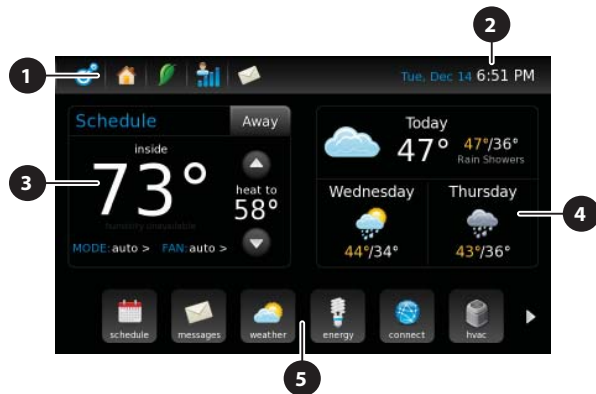 2
1
Tue, Dec 14 6:51 PM
Schedule
Away
inside
73°
heat to
58°
humidity unavailable
MODE: auto > FAN: auto >
3
Today
47°
47°/36°
Rain Showers
Wednesday
44°/34°
Thursday
43°/36°
4
schedule
messages
weather
energy
connect
hvac
5